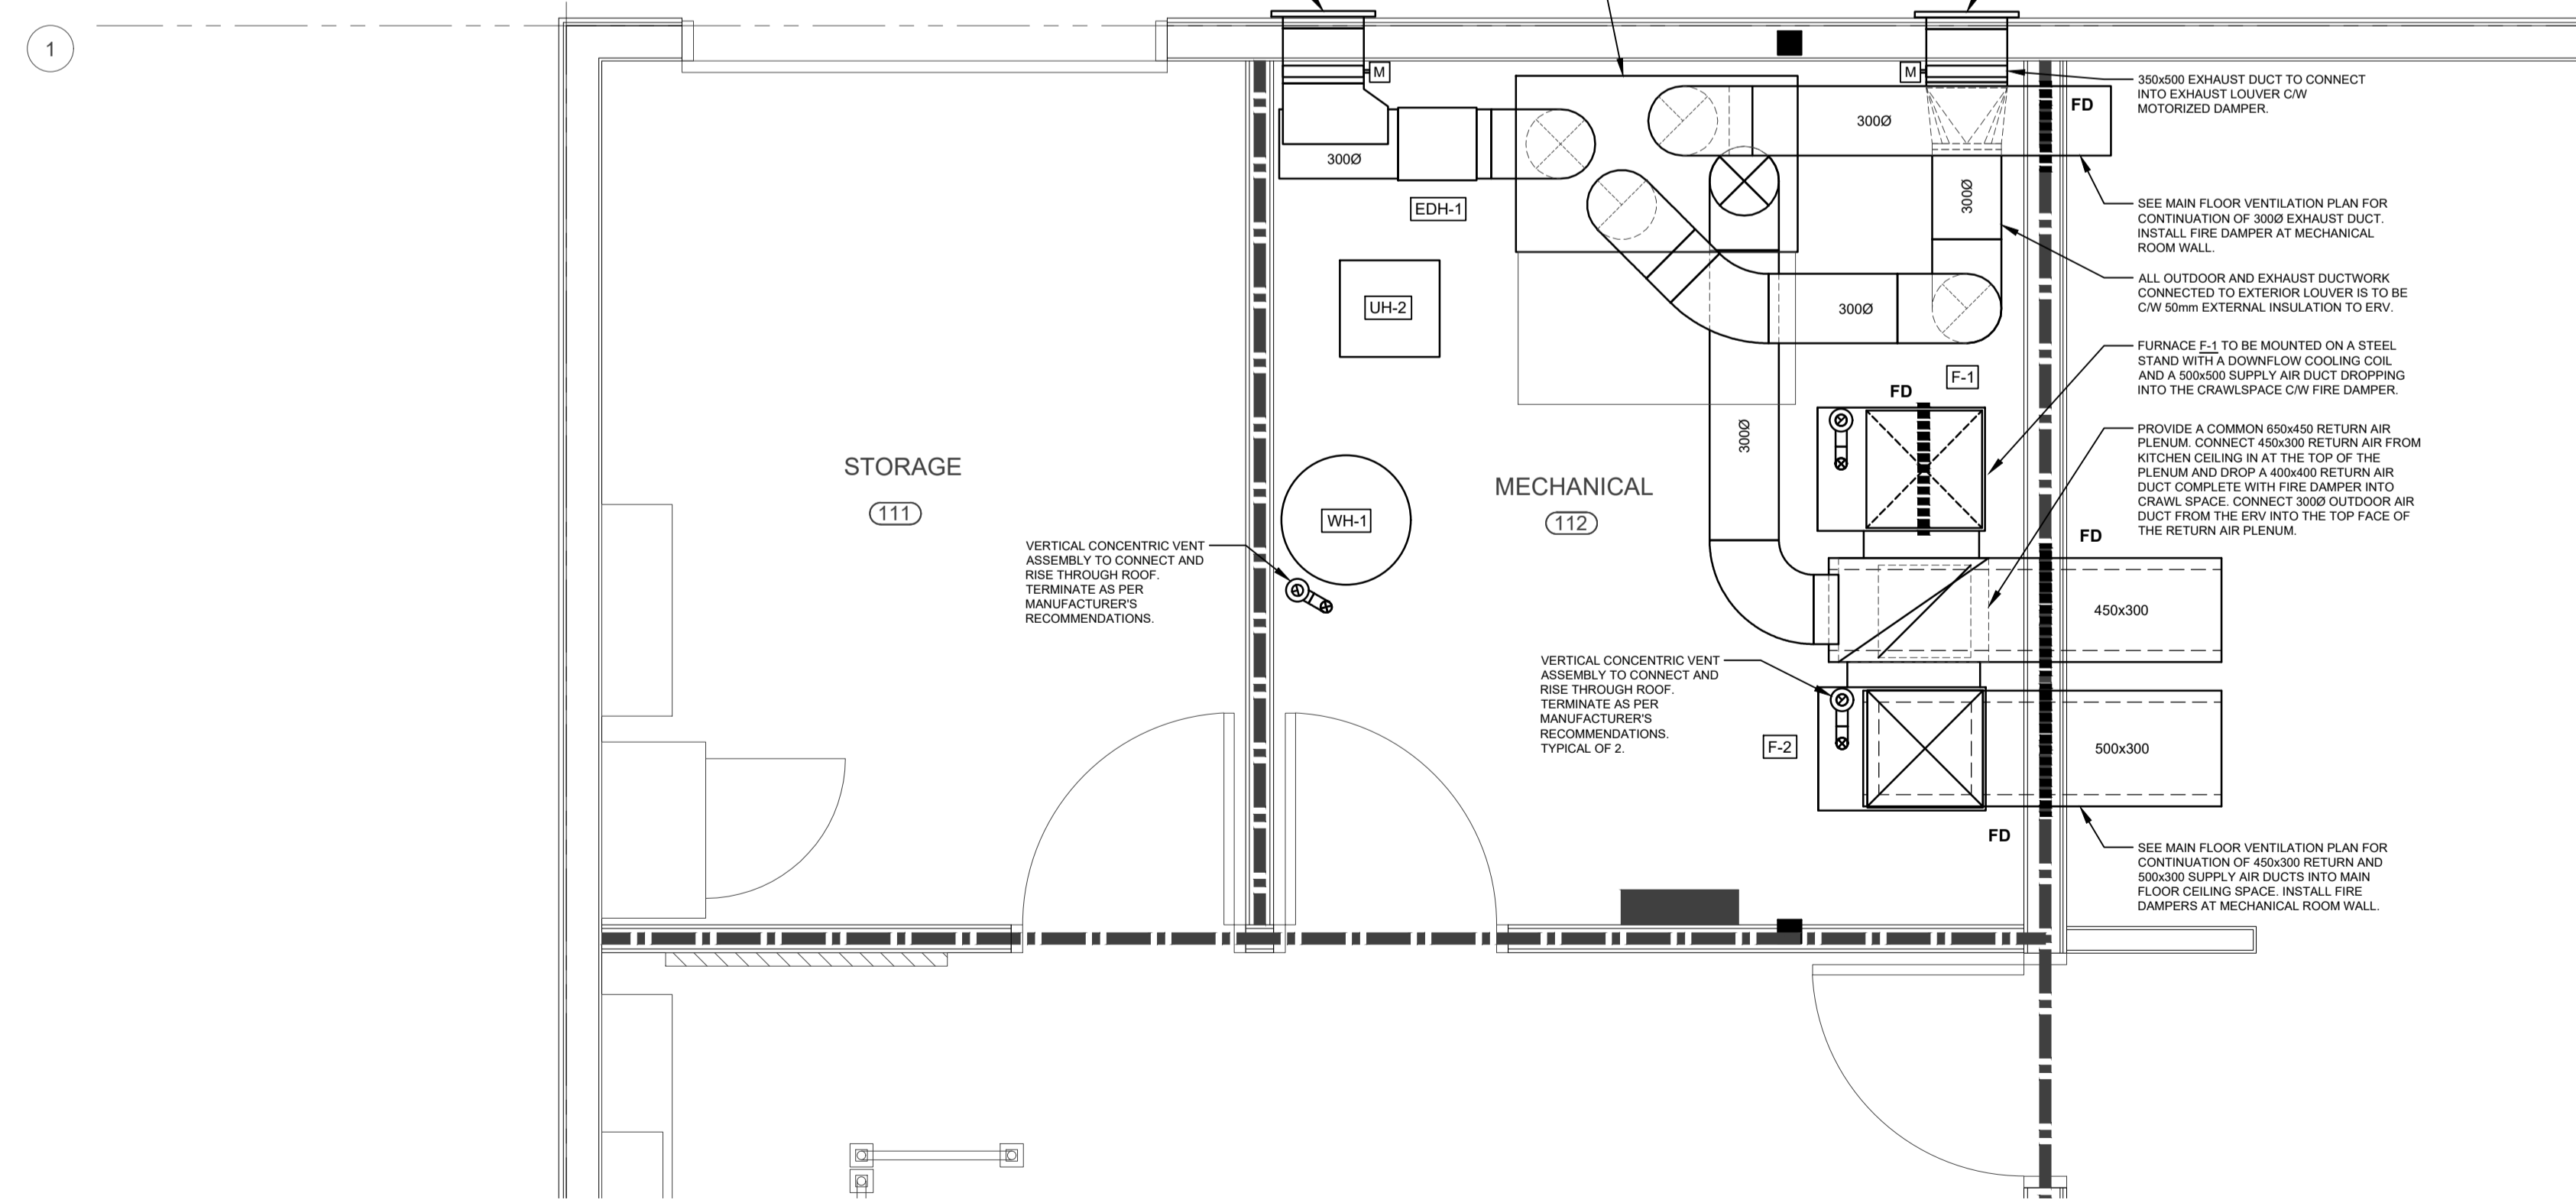 1
M
M
300Ø
300Ø
300Ø
300Ø
300Ø
FD
EDH-1
UH-2
F-1
FD
WH-1
STORAGE
111
MECHANICAL
112
VERTICAL CONCENTRIC VENT
ASSEMBLY TO CONNECT AND
RISE THROUGH ROOF.
TERMINATE AS PER
MANUFACTURER'S
RECOMMENDATIONS.
VERTICAL CONCENTRIC VENT
ASSEMBLY TO CONNECT AND
RISE THROUGH ROOF.
TERMINATE AS PER
MANUFACTURER'S
RECOMMENDATIONS.
TYPICAL OF 2.
F-2
FD
450x300
500x300
FD
350x500 EXHAUST DUCT TO CONNECT
INTO EXHAUST LOUVER C/W
MOTORIZED DAMPER.
SEE MAIN FLOOR VENTILATION PLAN FOR
CONTINUATION OF 300Ø EXHAUST DUCT.
INSTALL FIRE DAMPER AT MECHANICAL
ROOM WALL.
ALL OUTDOOR AND EXHAUST DUCTWORK
CONNECTED TO EXTERIOR LOUVER IS TO BE
C/W 50mm EXTERNAL INSULATION TO ERV.
FURNACE F-1 TO BE MOUNTED ON A STEEL
STAND WITH A DOWNFLOW COOLING COIL
AND A 500x500 SUPPLY AIR DUCT DROPPING
INTO THE CRAWLSPACE C/W FIRE DAMPER.
PROVIDE A COMMON 650x450 RETURN AIR
PLENUM. CONNECT 450x300 RETURN AIR FROM
KITCHEN CEILING IN AT THE TOP OF THE
PLENUM AND DROP A 400x400 RETURN AIR
DUCT COMPLETE WITH FIRE DAMPER INTO
CRAWL SPACE. CONNECT 300Ø OUTDOOR AIR
DUCT FROM THE ERV INTO THE TOP FACE OF
THE RETURN AIR PLENUM.
SEE MAIN FLOOR VENTILATION PLAN FOR
CONTINUATION OF 450x300 RETURN AND
500x300 SUPPLY AIR DUCTS INTO MAIN
FLOOR CEILING SPACE. INSTALL FIRE
DAMPERS AT MECHANICAL ROOM WALL.